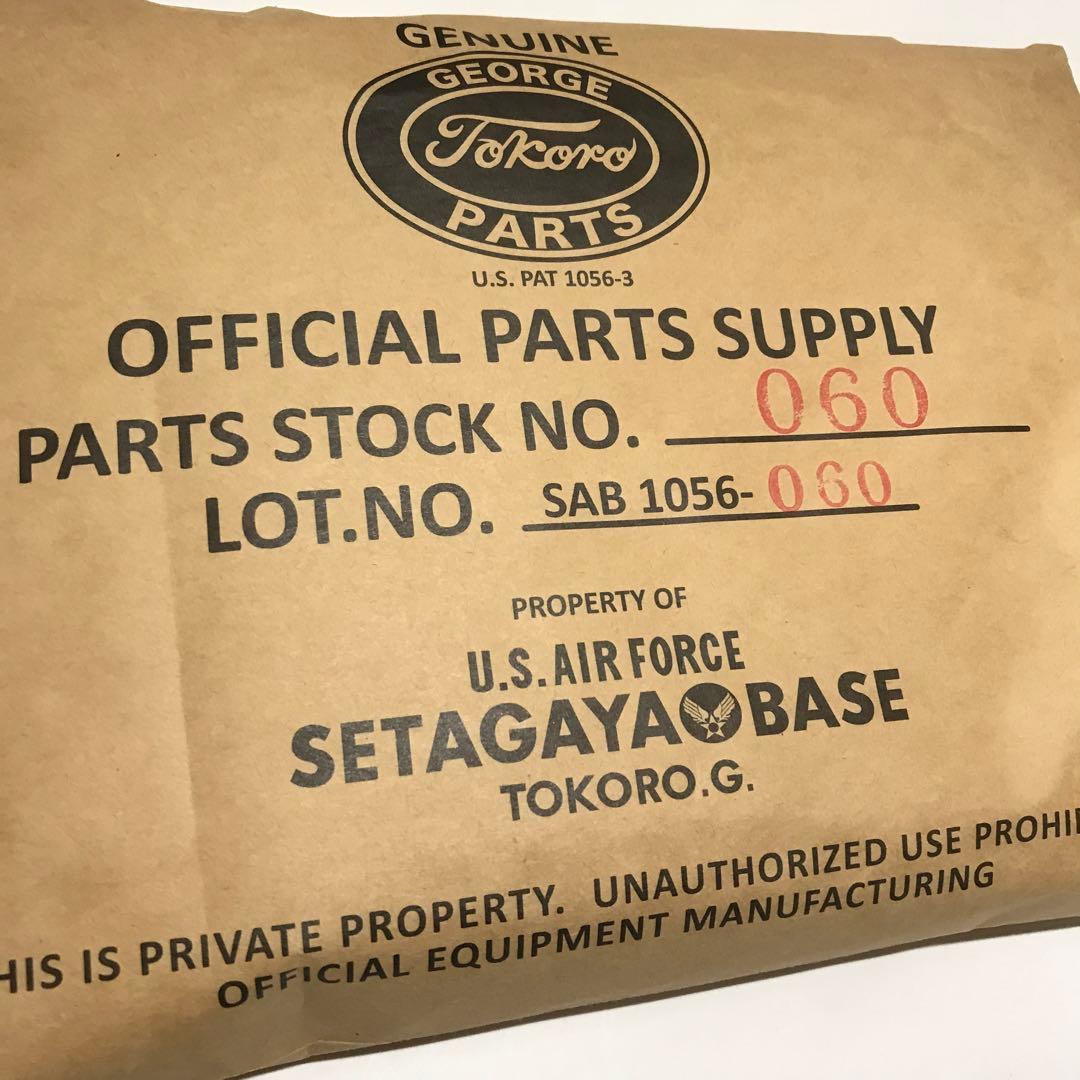 GENUINE
GEORGE
Tokoro
PARTS
U.S. PAT 1056-3
OFFICIAL PARTS SUPPLY
PARTS STOCK NO. 060
LOT.NO. SAB 1056-060
PROPERTY OF
U.S. AIR FORCE
SETAGAYA BASE
TOKORO.G.
HIS IS PRIVATE PROPERTY. UNAUTHORIZED USE PROHI
OFFICIAL EQUIPMENT MANUFACTURING